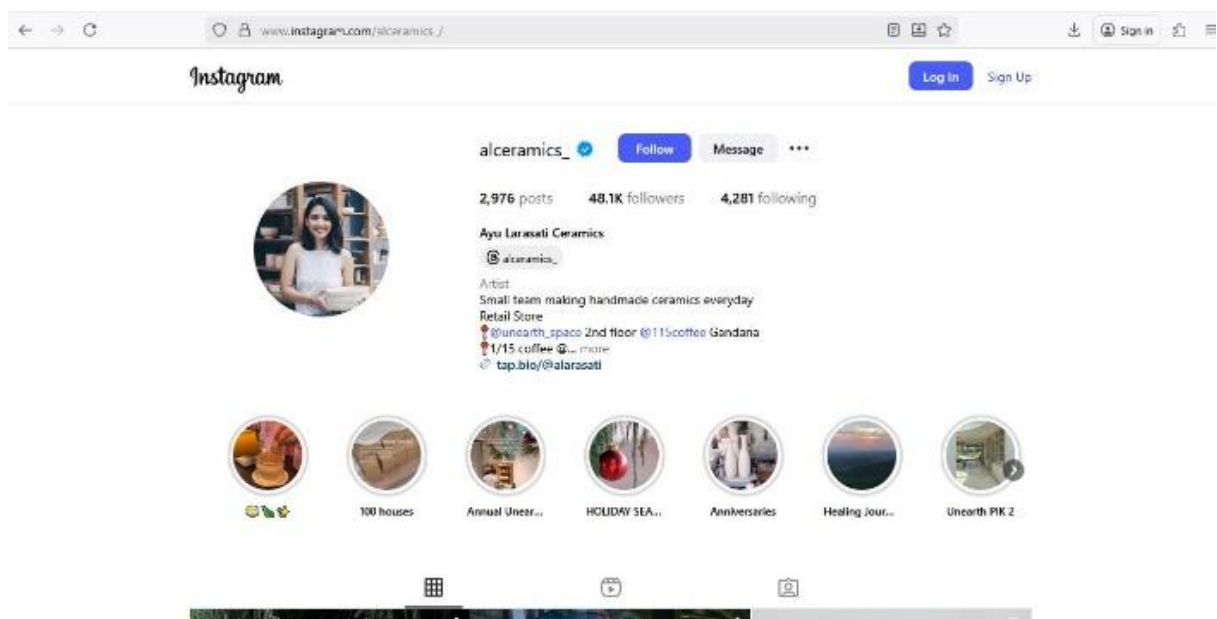 www.instagram.com/alceramics_/
Sign in
Instagram
Log In
Sign Up
alceramics_
Follow
Message
2,976 posts 48.1K followers 4,281 following
Ayu Larasati Ceramics
alceramics_
Artist
Small team making handmade ceramics everyday
Retail Store
@unearth_space 2nd floor @115coffee Gandana
1/15 coffee @... more
tap.bio/@alarasati
100 houses
Annual Unear...
HOLIDAY SEA...
Anniversaries
Healing Jour...
Unearth PIK 2